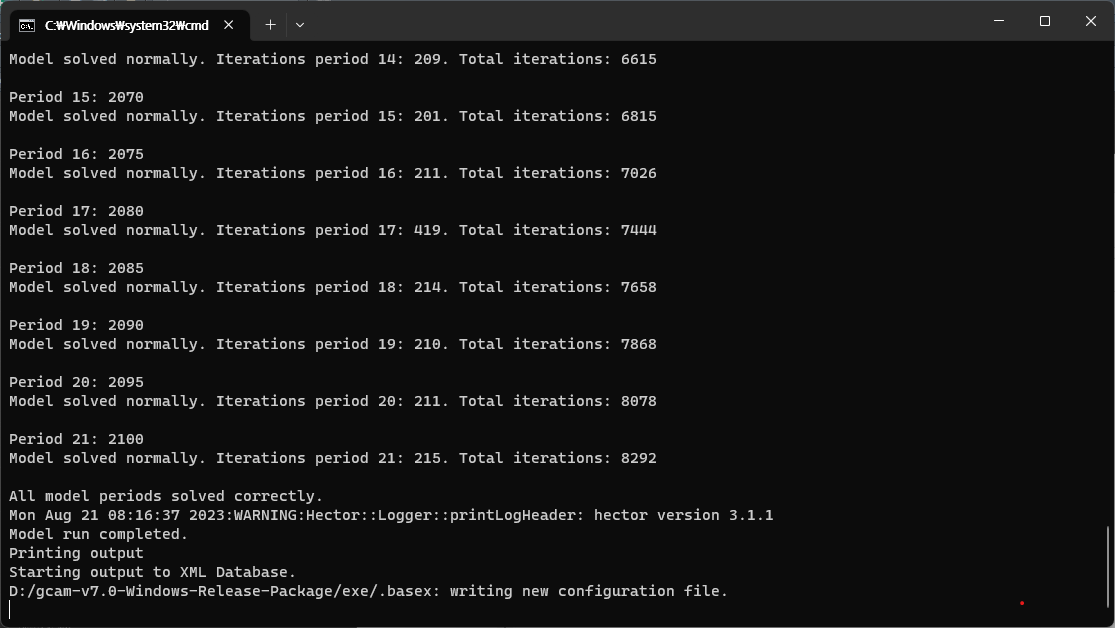 C:₩Windows₩system32₩cmd
Model solved normally. Iterations period 14: 209. Total iterations: 6615
Period 15: 2070
Model solved normally. Iterations period 15: 201. Total iterations: 6815
Period 16: 2075
Model solved normally. Iterations period 16: 211. Total iterations: 7026
Period 17: 2080
Model solved normally. Iterations period 17: 419. Total iterations: 7444
Period 18: 2085
Model solved normally. Iterations period 18: 214. Total iterations: 7658
Period 19: 2090
Model solved normally. Iterations period 19: 210. Total iterations: 7868
Period 20: 2095
Model solved normally. Iterations period 20: 211. Total iterations: 8078
Period 21: 2100
Model solved normally. Iterations period 21: 215. Total iterations: 8292
All model periods solved correctly.
Mon Aug 21 08:16:37 2023:WARNING:Hector::Logger::printLogHeader: hector version 3.1.1
Model run completed.
Printing output
Starting output to XML Database.
D:/gcam-v7.0-Windows-Release-Package/exe/.basex: writing new configuration file.